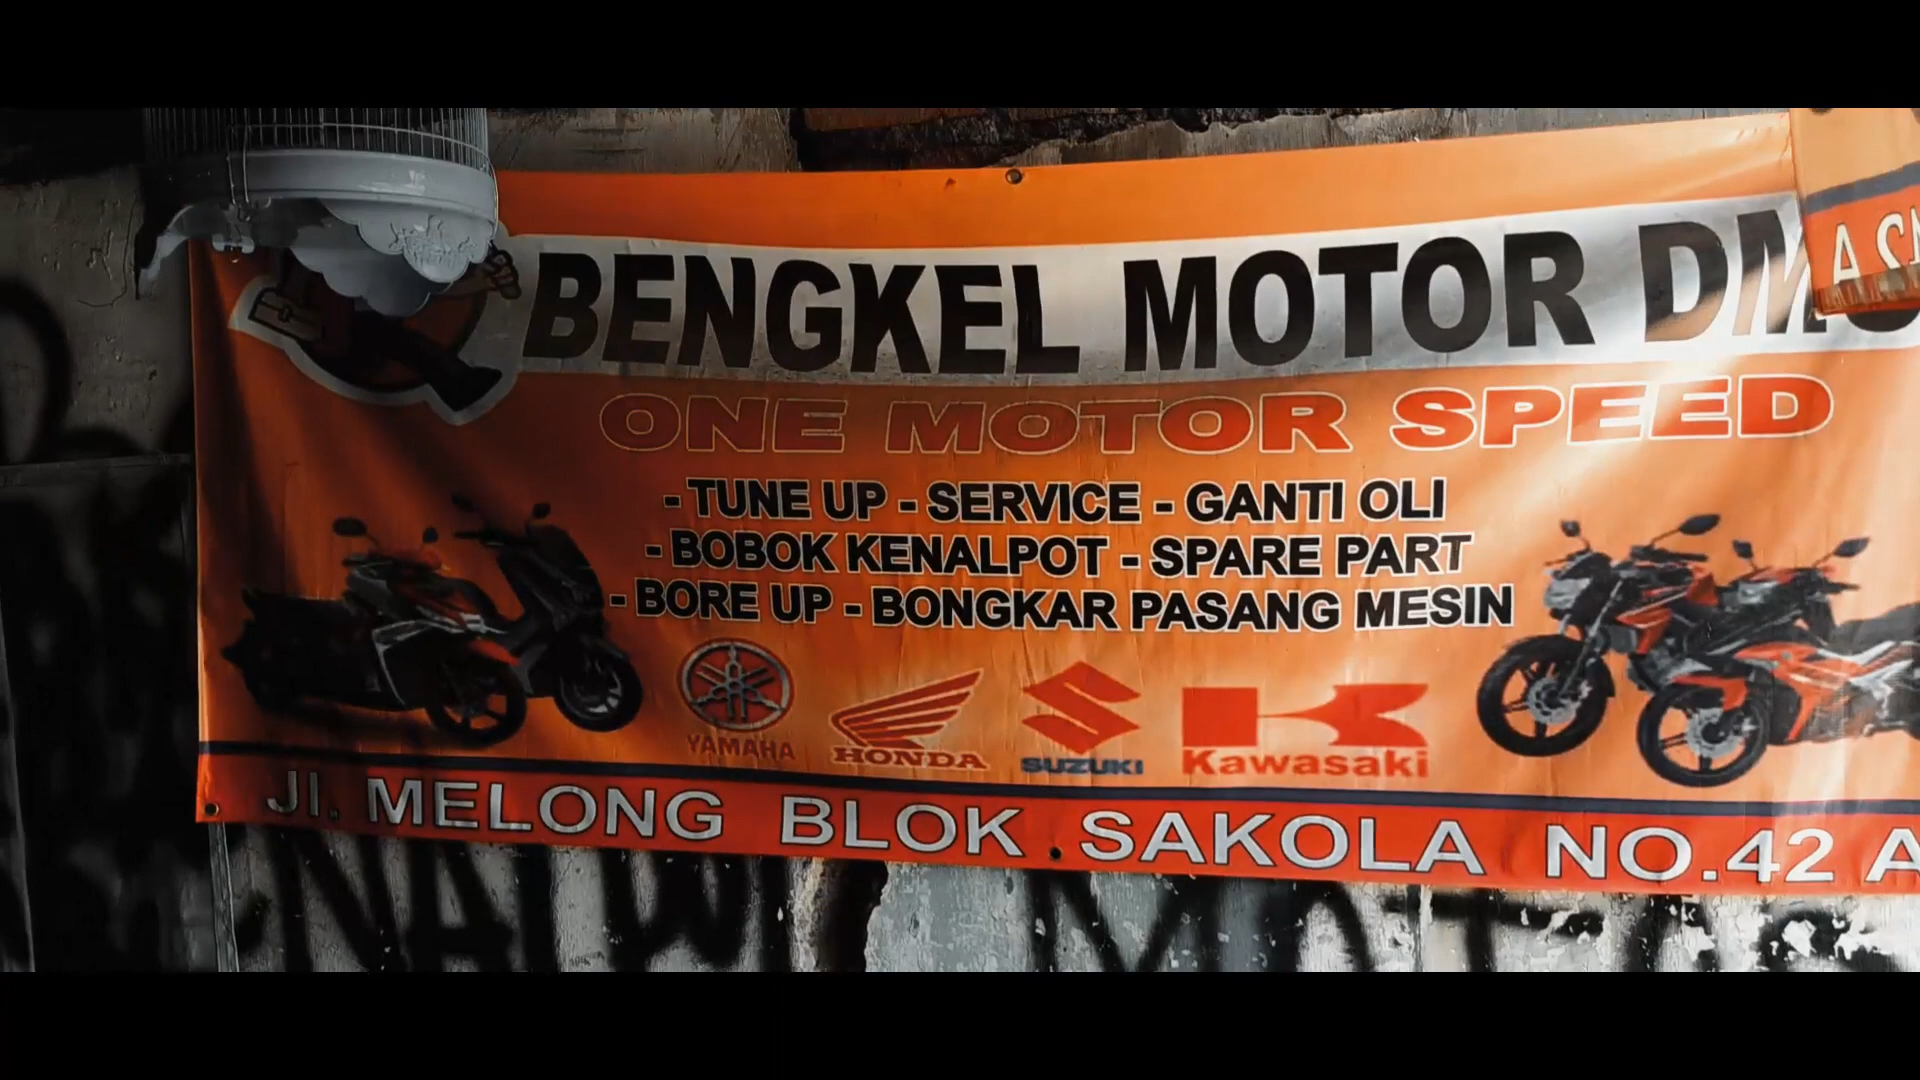 BENGKEL MOTOR
ONE MOTOR SPEED
- TUNE UP - SERVICE - GANTI OLI
- BOBOK KENALPOT - SPARE PART
- BORE UP - BONGKAR PASANG MESIN
YAMAHA HONDA SUZUKI Kawasaki
Jl. MELONG BLOK SAKOLA NO.42 A